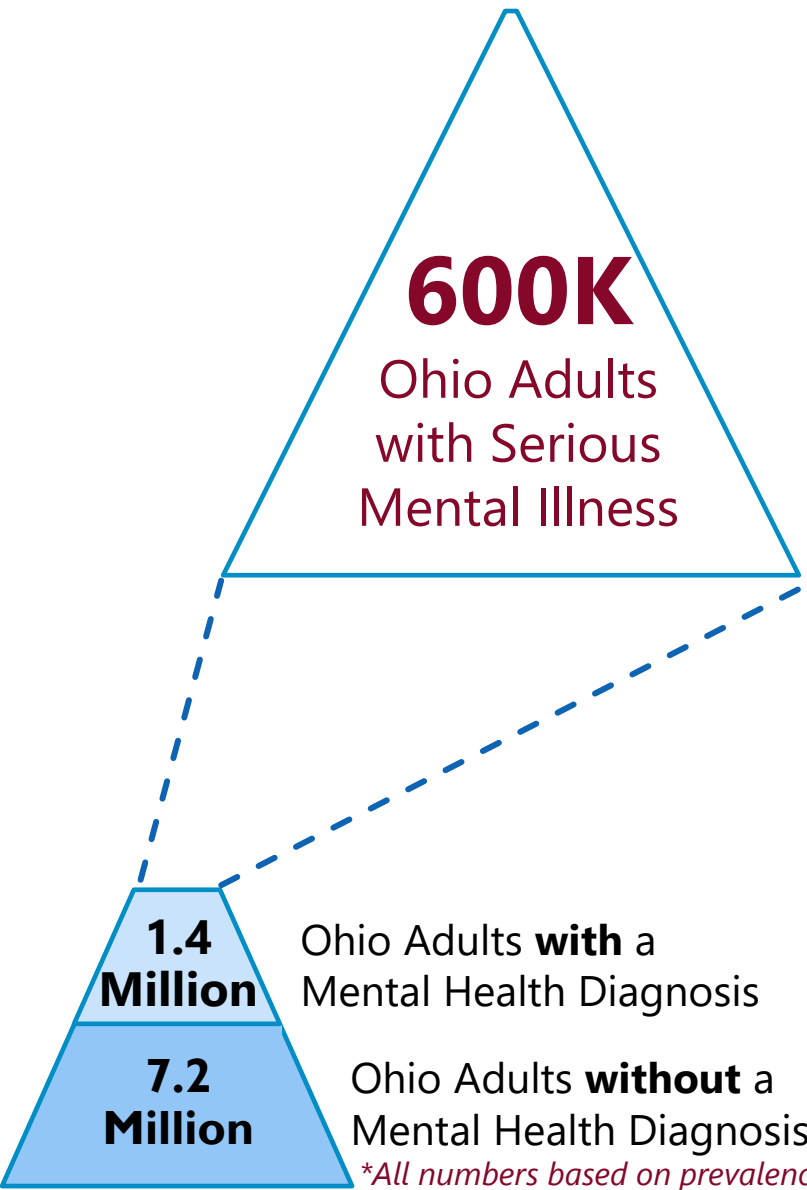 600K
Ohio Adults
with Serious
Mental Illness
1.4
Million
Ohio Adults with a
Mental Health Diagnosis
7.2
Million
Ohio Adults without a
Mental Health Diagnosis
*All numbers based on